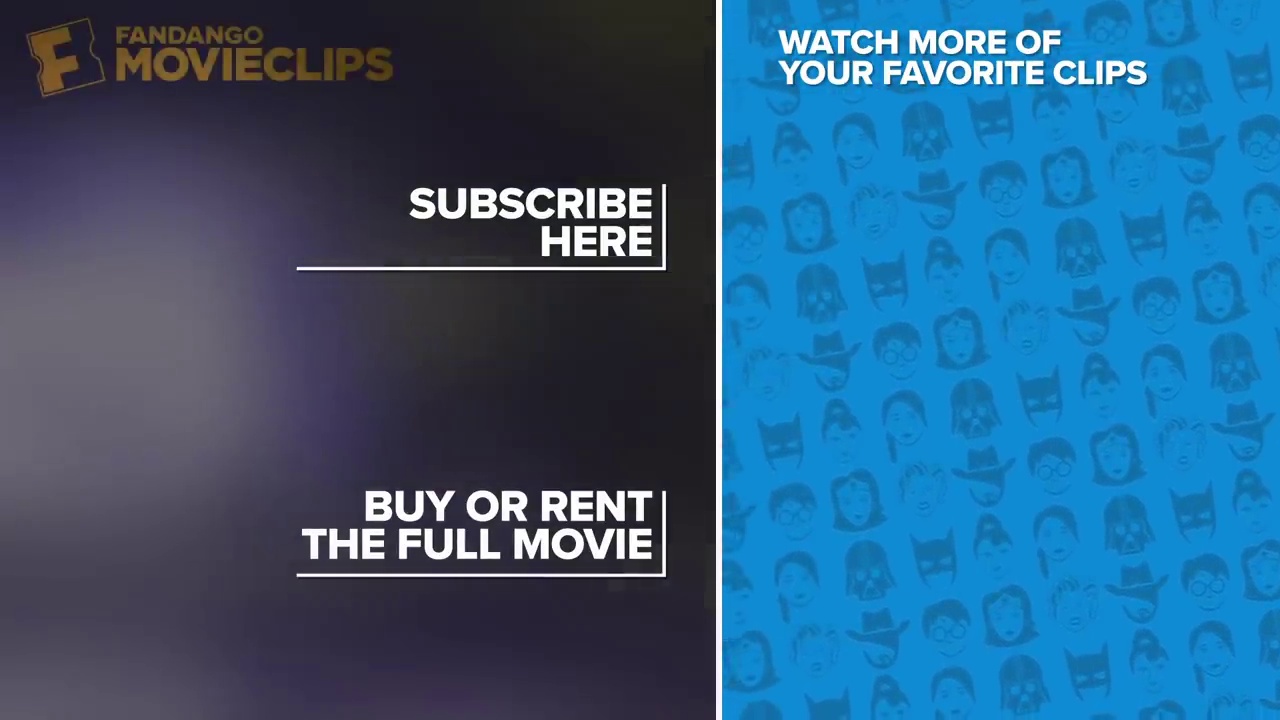 FANDANGO
MOVIECLIPS
SUBSCRIBE
HERE
BUY OR RENT
THE FULL MOVIE
WATCH MORE OF
YOUR FAVORITE CLIPS